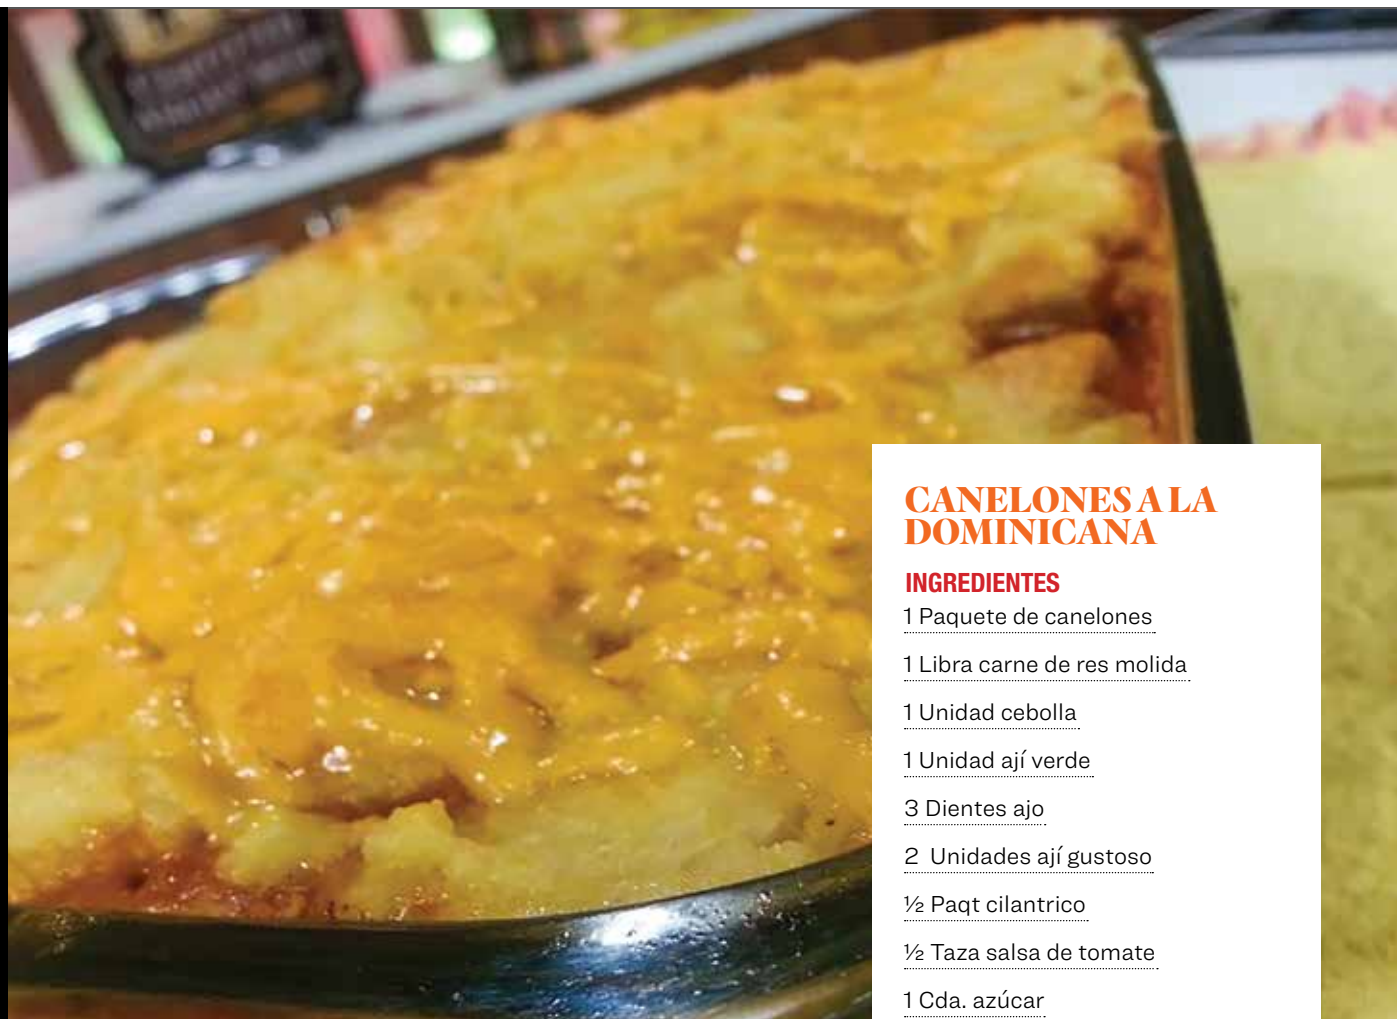 CANELONES A LA
DOMINICANA
INGREDIENTES
1 Paquete de canelones
1 Libra carne de res molida
1 Unidad cebolla
1 Unidad ají verde
3 Dientes ajo
2 Unidades ají gustoso
½ Paqt cilantrico
½ Taza salsa de tomate
1 Cda. azúcar